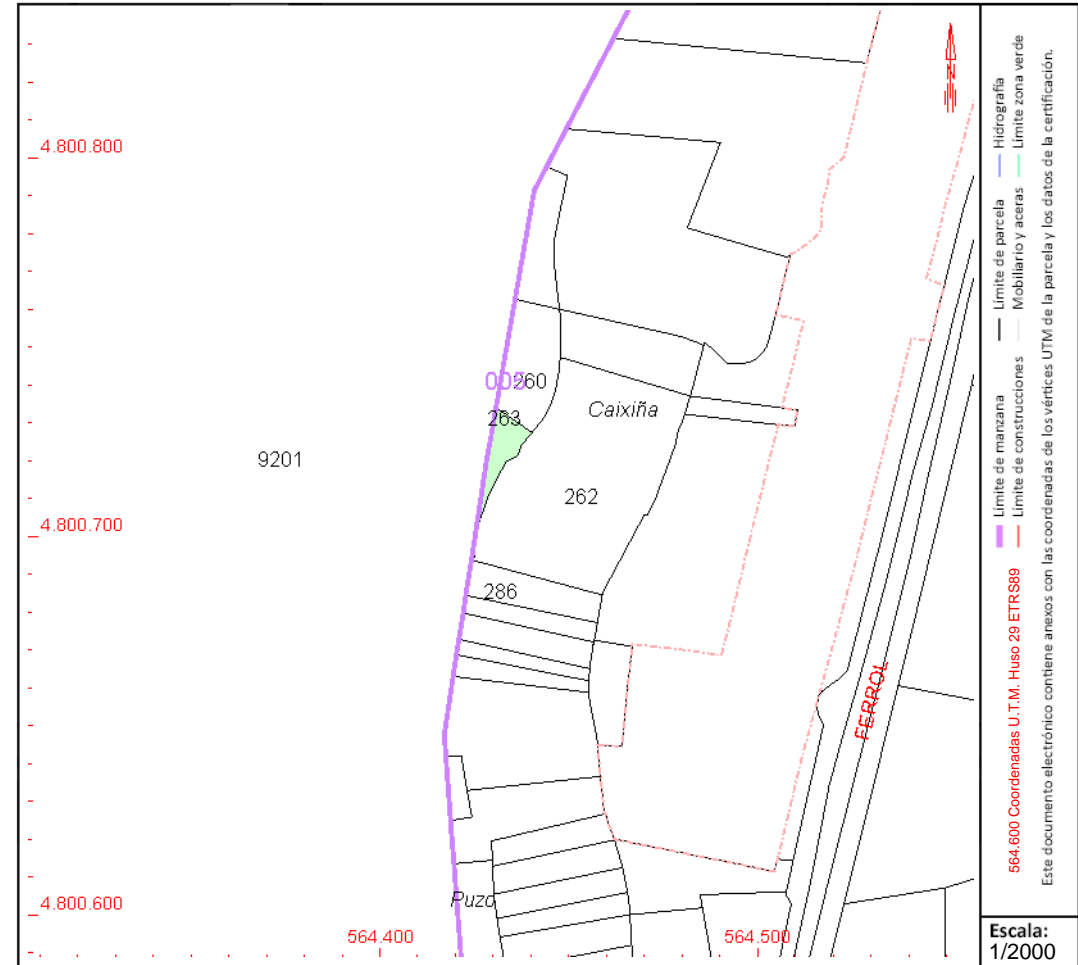 4.800.800
4.800.700
4.800.600
564.400
564.500
260
263
Caixiña
9201
262
286
Puzo
FERROL
N
Límite de manzana
Límite de parcela
Hidrografía
Límite de construcciones
Mobiliario y aceras
Límite zona verde
564.600 Coordenadas U.T.M. Huso 29 ETRS89
Este documento electrónico contiene anexos con las coordenadas de los vértices UTM de la parcela y los datos de la certificación.
Escala:
1/2000